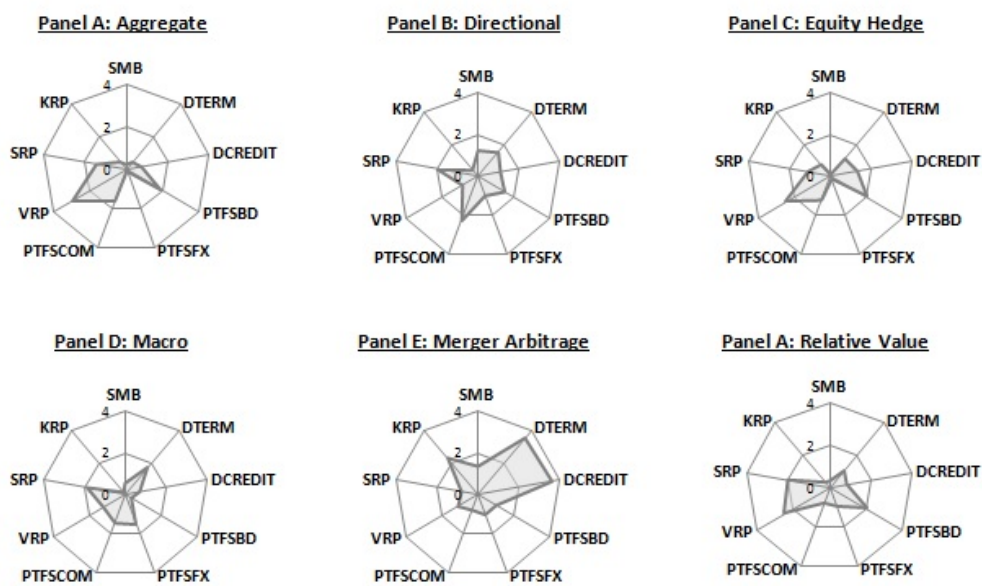 Panel A: Aggregate
SMB
4
KRP
DTERM
2
SRP
DCREDIT
0
VRP
PTFSBD
PTFSCOM
PTFSFX
Panel B: Directional
SMB
4
KRP
DTERM
2
SRP
DCREDIT
0
VRP
PTFSBD
PTFSCOM
PTFSFX
Panel C: Equity Hedge
SMB
4
KRP
DTERM
2
SRP
DCREDIT
0
VRP
PTFSBD
PTFSCOM
PTFSFX
Panel D: Macro
SMB
4
KRP
DTERM
2
SRP
DCREDIT
0
VRP
PTFSBD
PTFSCOM
PTFSFX
Panel E: Merger Arbitrage
SMB
4
KRP
DTERM
2
SRP
DCREDIT
0
VRP
PTFSBD
PTFSCOM
PTFSFX
Panel A: Relative Value
SMB
4
KRP
DTERM
2
SRP
DCREDIT
0
VRP
PTFSBD
PTFSCOM
PTFSFX